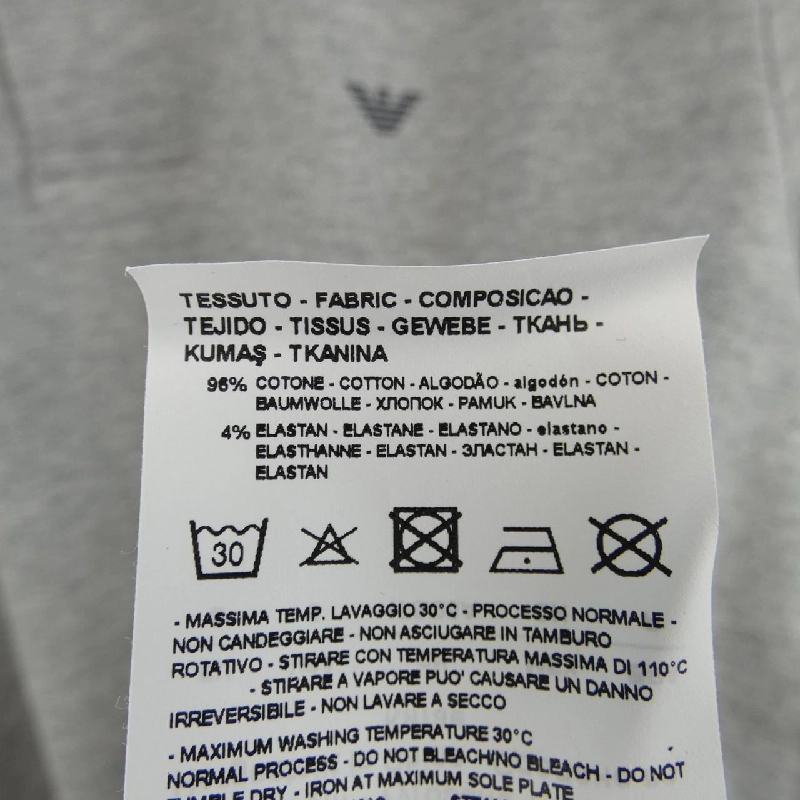 TESSUTO - FABRIC - COMPOSICAO -
TEJIDO - TISSUS - GEWEBE - ТКАНЬ -
KUMAŞ - TKANINA
96% COTONE - COTTON - ALGODÃO - algodón - COTON -
BAUMWOLLE - ХЛОПОК - PAMUK - BAVLNA
4% ELASTAN - ELASTANE - ELASTANO - elastano -
ELASTHANNE - ELASTAN - ЭЛАСТАН - ELASTAN -
ELASTAN
30
- MASSIMA TEMP. LAVAGGIO 30°C - PROCESSO NORMALE -
NON CANDEGGIARE - NON ASCIUGARE IN TAMBURO
ROTATIVO - STIRARE CON TEMPERATURA MASSIMA DI 110°C
- STIRARE A VAPORE PUO' CAUSARE UN DANNO
IRREVERSIBILE - NON LAVARE A SECCO
- MAXIMUM WASHING TEMPERATURE 30°C
NORMAL PROCESS - DO NOT BLEACH/NO BLEACH - DO NOT
TUMBLE DRY - IRON AT MAXIMUM SOLE PLATE